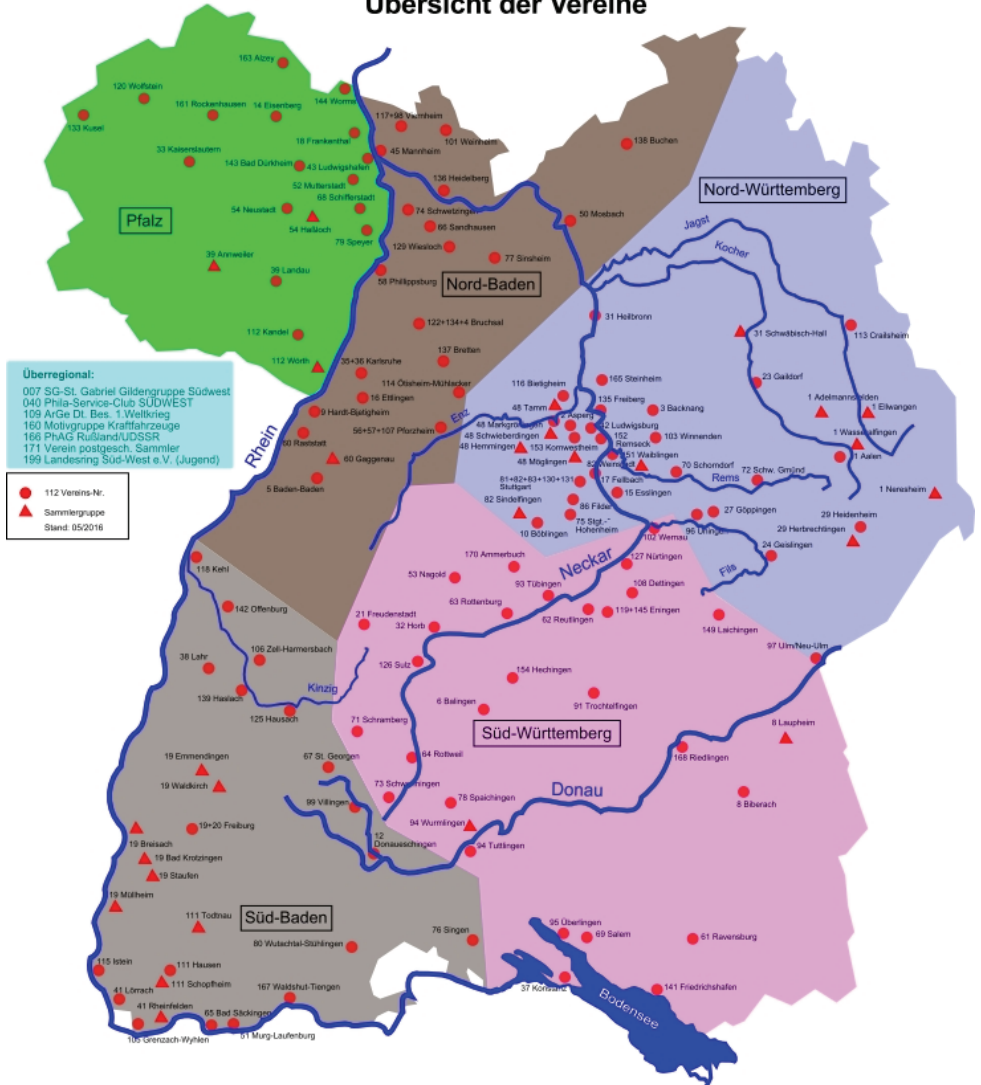 Übersicht der Vereine
163 Alzey
120 Wolfstein
144 Worms
161 Rockenhausen
14 Eisenberg
133 Kusel
117+98 Viernheim
18 Frankenthal
101 Weinheim
138 Buchen
45 Mannheim
33 Kaiserslautern
143 Bad Dürkheim
43 Ludwigshafen
52 Mutterstadt
136 Heidelberg
Nord-Württemberg
68 Schifferstadt
54 Neustadt
74 Schwetzingen
Pfalz
54 Haßloch
66 Sandhausen
50 Mosbach
Jagst
79 Speyer
129 Wiesloch
Kocher
39 Annweiler
77 Sinsheim
39 Landau
58 Phillippsburg
Nord-Baden
31 Heilbronn
112 Kandel
122+134+4 Bruchsal
31 Schwäbisch-Hall
113 Crailsheim
137 Bretten
112 Wörth
35+36 Karlsruhe
Überregional:
007 SG-St. Gabriel Gildengruppe Südwest
040 Phila-Service-Club SÜDWEST
109 ArGe Dt. Bes. 1.Weltkrieg
160 Motivgruppe Kraftfahrzeuge
166 PhAG Rußland/UDSSR
171 Verein postgesch. Sammler
199 Landesring Süd-West e.V. (Jugend)
114 Ötisheim-Mühlacker
116 Bietigheim
165 Steinheim
23 Gaildorf
16 Ettlingen
48 Tamm
135 Freiberg
3 Backnang
1 Adelmannsfelden
1 Ellwangen
9 Hardt-Bietigheim
Enz
2 Asperg
48 Markgröningen
42 Ludwigsburg
56+57+107 Pforzheim
48 Schwieberdingen
152
Remseck
103 Winnenden
1 Wasseralfingen
60 Rastatt
48 Hemmingen
153 Kornwestheim
151 Waiblingen
1 Aalen
Rhein
60 Gaggenau
48 Möglingen
82 Weinstadt
70 Schorndorf
72 Schw. Gmünd
Rems
5 Baden-Baden
81+82+83+130+131
Stuttgart
17 Fellbach
15 Esslingen
1 Neresheim
112 Vereins-Nr.
Sammlergruppe
Stand: 05/2016
82 Sindelfingen
86 Filder
27 Göppingen
29 Heidenheim
10 Böblingen
75 Stgt.-"
Hohenheim
96 Uhingen
29 Herbrechtingen
102 Wernau
24 Geislingen
118 Kehl
170 Ammerbuch
Neckar
127 Nürtingen
Fils
53 Nagold
93 Tübingen
108 Dettingen
142 Offenburg
63 Rottenburg
21 Freudenstadt
32 Horb
62 Reutlingen
119+145 Eningen
149 Laichingen
97 Ulm/Neu-Ulm
38 Lahr
106 Zell-Harmersbach
126 Sulz
154 Hechingen
139 Haslach
Kinzig
6 Balingen
91 Trochtelfingen
125 Hausach
71 Schramberg
Süd-Württemberg
8 Laupheim
19 Emmendingen
67 St. Georgen
64 Rottweil
168 Riedlingen
19 Waldkirch
73 Schwenningen
78 Spaichingen
Donau
8 Biberach
99 Villingen
19+20 Freiburg
94 Wurmlingen
19 Breisach
12
Donaueschingen
94 Tuttlingen
19 Bad Krotzingen
19 Staufen
19 Müllheim
Süd-Baden
111 Todtnau
95 Überlingen
69 Salem
61 Ravensburg
76 Singen
80 Wutachtal-Stühlingen
115 Istein
111 Hausen
111 Schopfheim
41 Lörrach
167 Waldshut-Tiengen
37 Konstanz
141 Friedrichshafen
Bodensee
41 Rheinfelden
65 Bad Säckingen
105 Grenzach-Wyhlen
51 Murg-Laufenburg